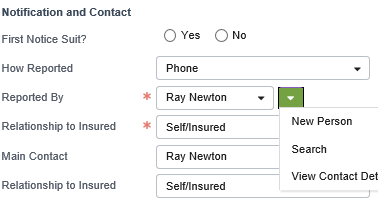 Notification and Contact
First Notice Suit? Yes No
How Reported Phone
Reported By * Ray Newton
New Person
Relationship to Insured * Self/Insured
Search
Main Contact Ray Newton
View Contact Det
Relationship to Insured Self/Insured